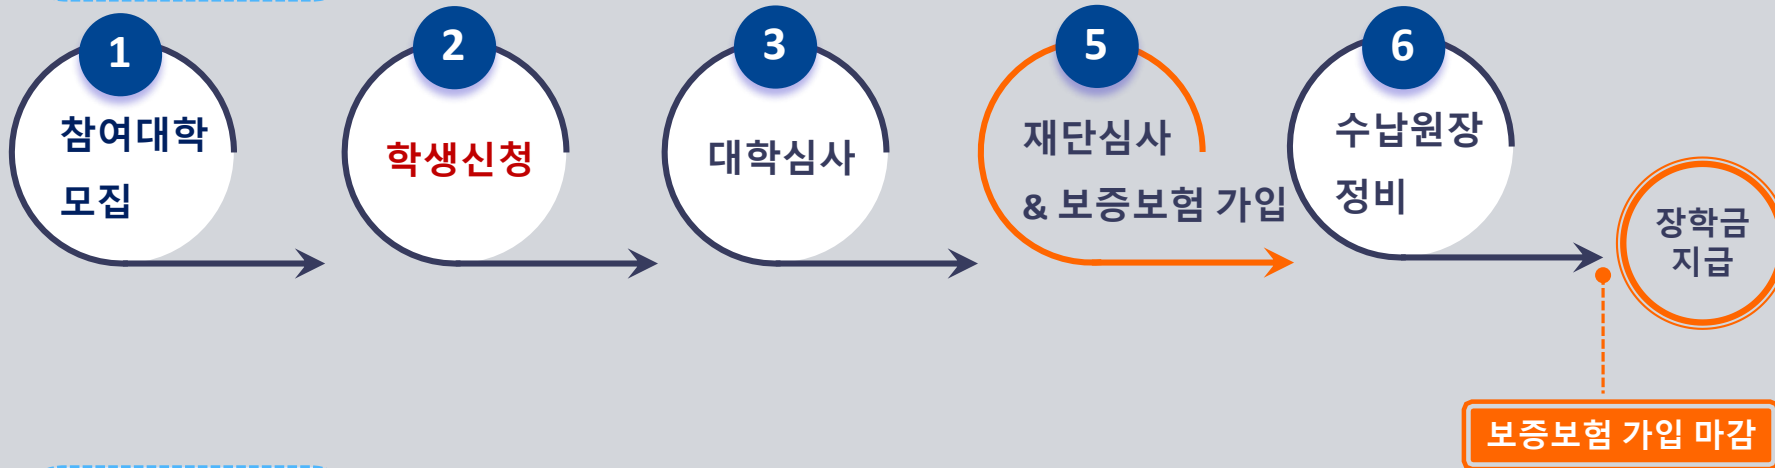 1
참여대학
모집
2
학생신청
3
대학심사
5
재단심사
& 보증보험 가입
6
수납원장
정비
장학금
지급
보증보험 가입 마감